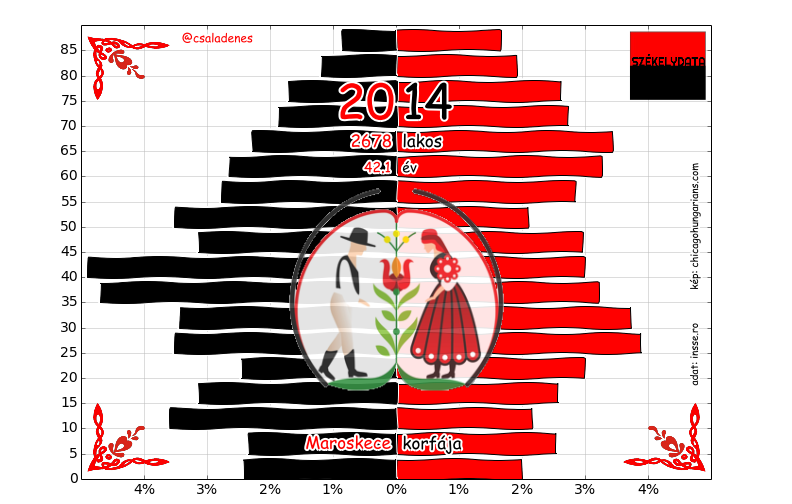 @csaladenes
SZÉKELYDATA
2014
2678 lakos
42.1 év
kép: chicagohungarians.com
adat: insse.ro
Maroskece korfája
85
80
75
70
65
60
55
50
45
40
35
30
25
20
15
10
5
0
4% 3% 2% 1% 0% 1% 2% 3% 4%